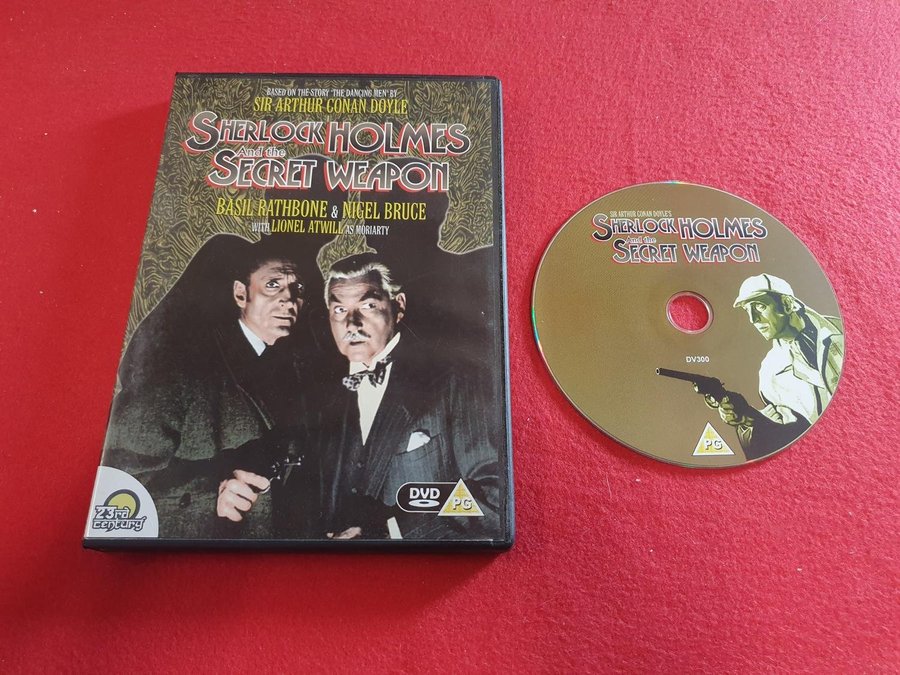 BASED ON THE STORY 'THE DANCING MEN' BY
SIR ARTHUR CONAN DOYLE
SHERLOCK HOLMES
And the
SECRET WEAPON
BASIL RATHBONE & NIGEL BRUCE
WITH LIONEL ATWILL AS MORIARTY
23rd
century
DVD
PG
SIR ARTHUR CONAN DOYLE'S
SHERLOCK HOLMES
And the
SECRET WEAPON
DV300
PG